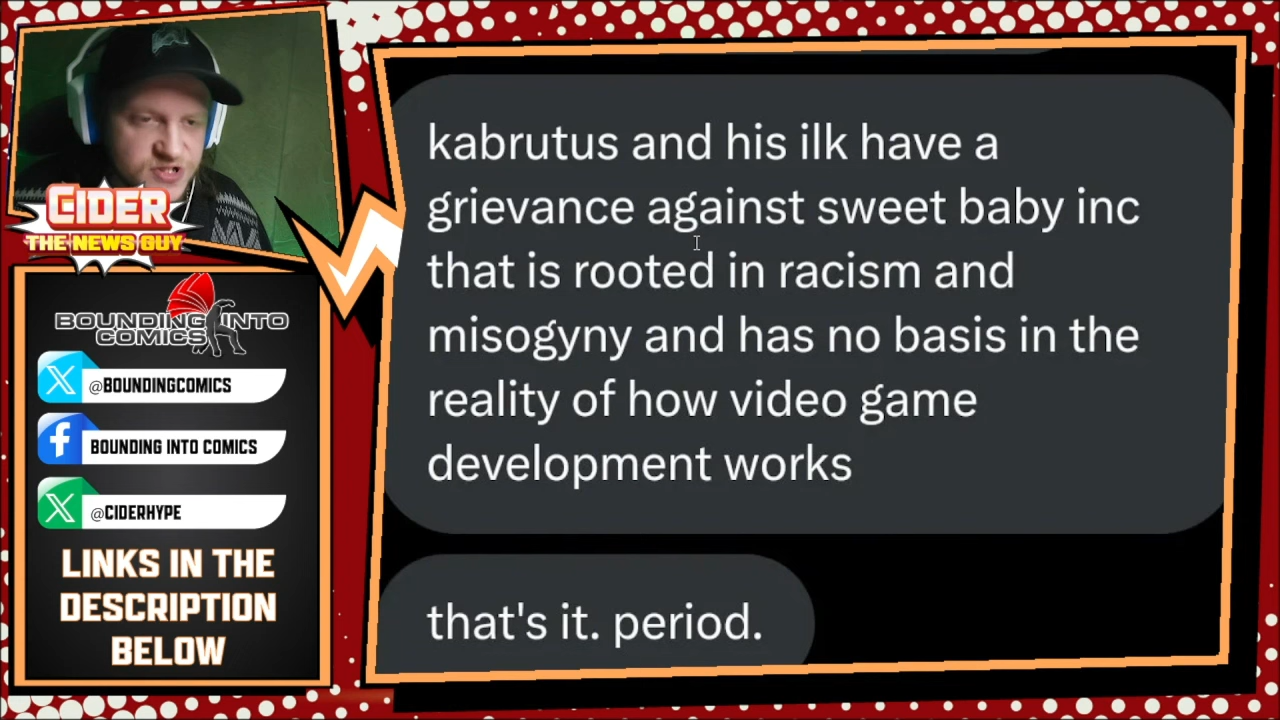 CIDER
THE NEWS GUY
BOUNDING INTO
COMICS
@BOUNDINGCOMICS
BOUNDING INTO COMICS
@CIDERHYPE
LINKS IN THE
DESCRIPTION
BELOW
kabrutus and his ilk have a
grievance against sweet baby inc
that is rooted in racism and
misogyny and has no basis in the
reality of how video game
development works
that's it. period.